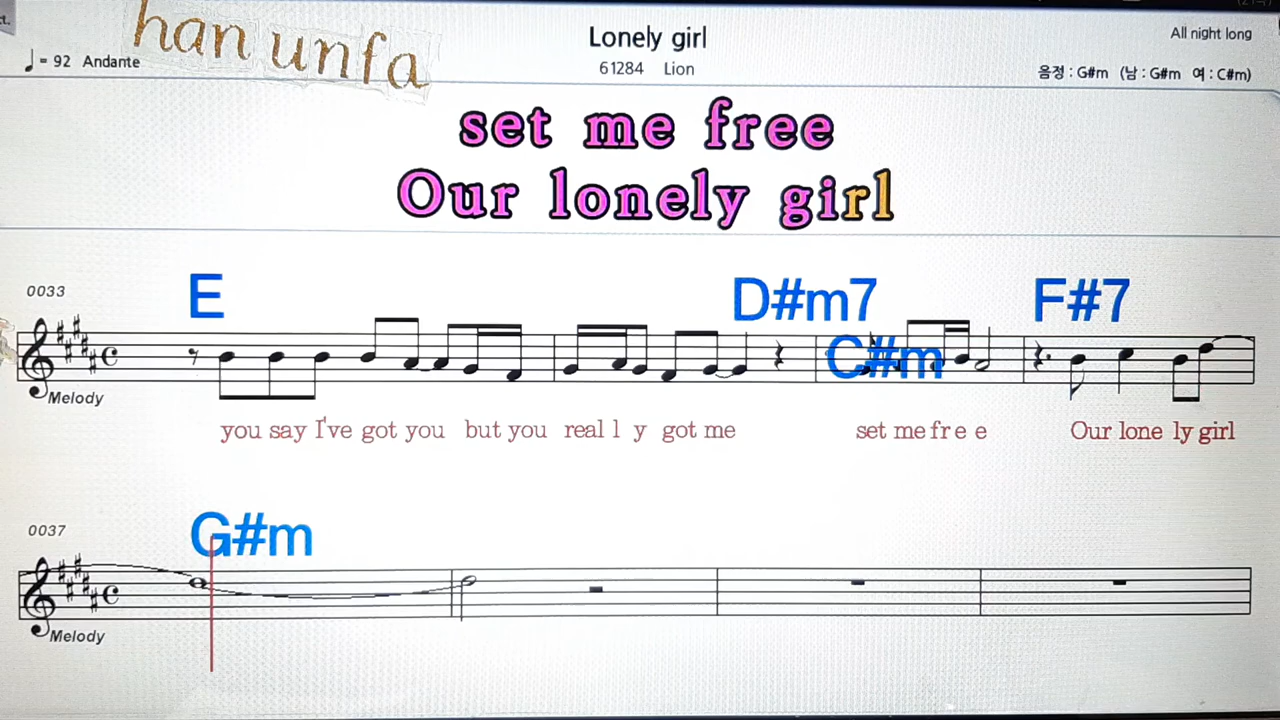 ct.
han unfa
♩ = 92 Andante
Lonely girl
61284 Lion
All night long
음정 : G#m (남 : G#m 여 : C#m)
set me free
Our lonely girl
0033
E
D#m7
C#m
F#7
Melody
you say I've got you but you real l y got me set me fr e e Our lone ly girl
0037
G#m
Melody